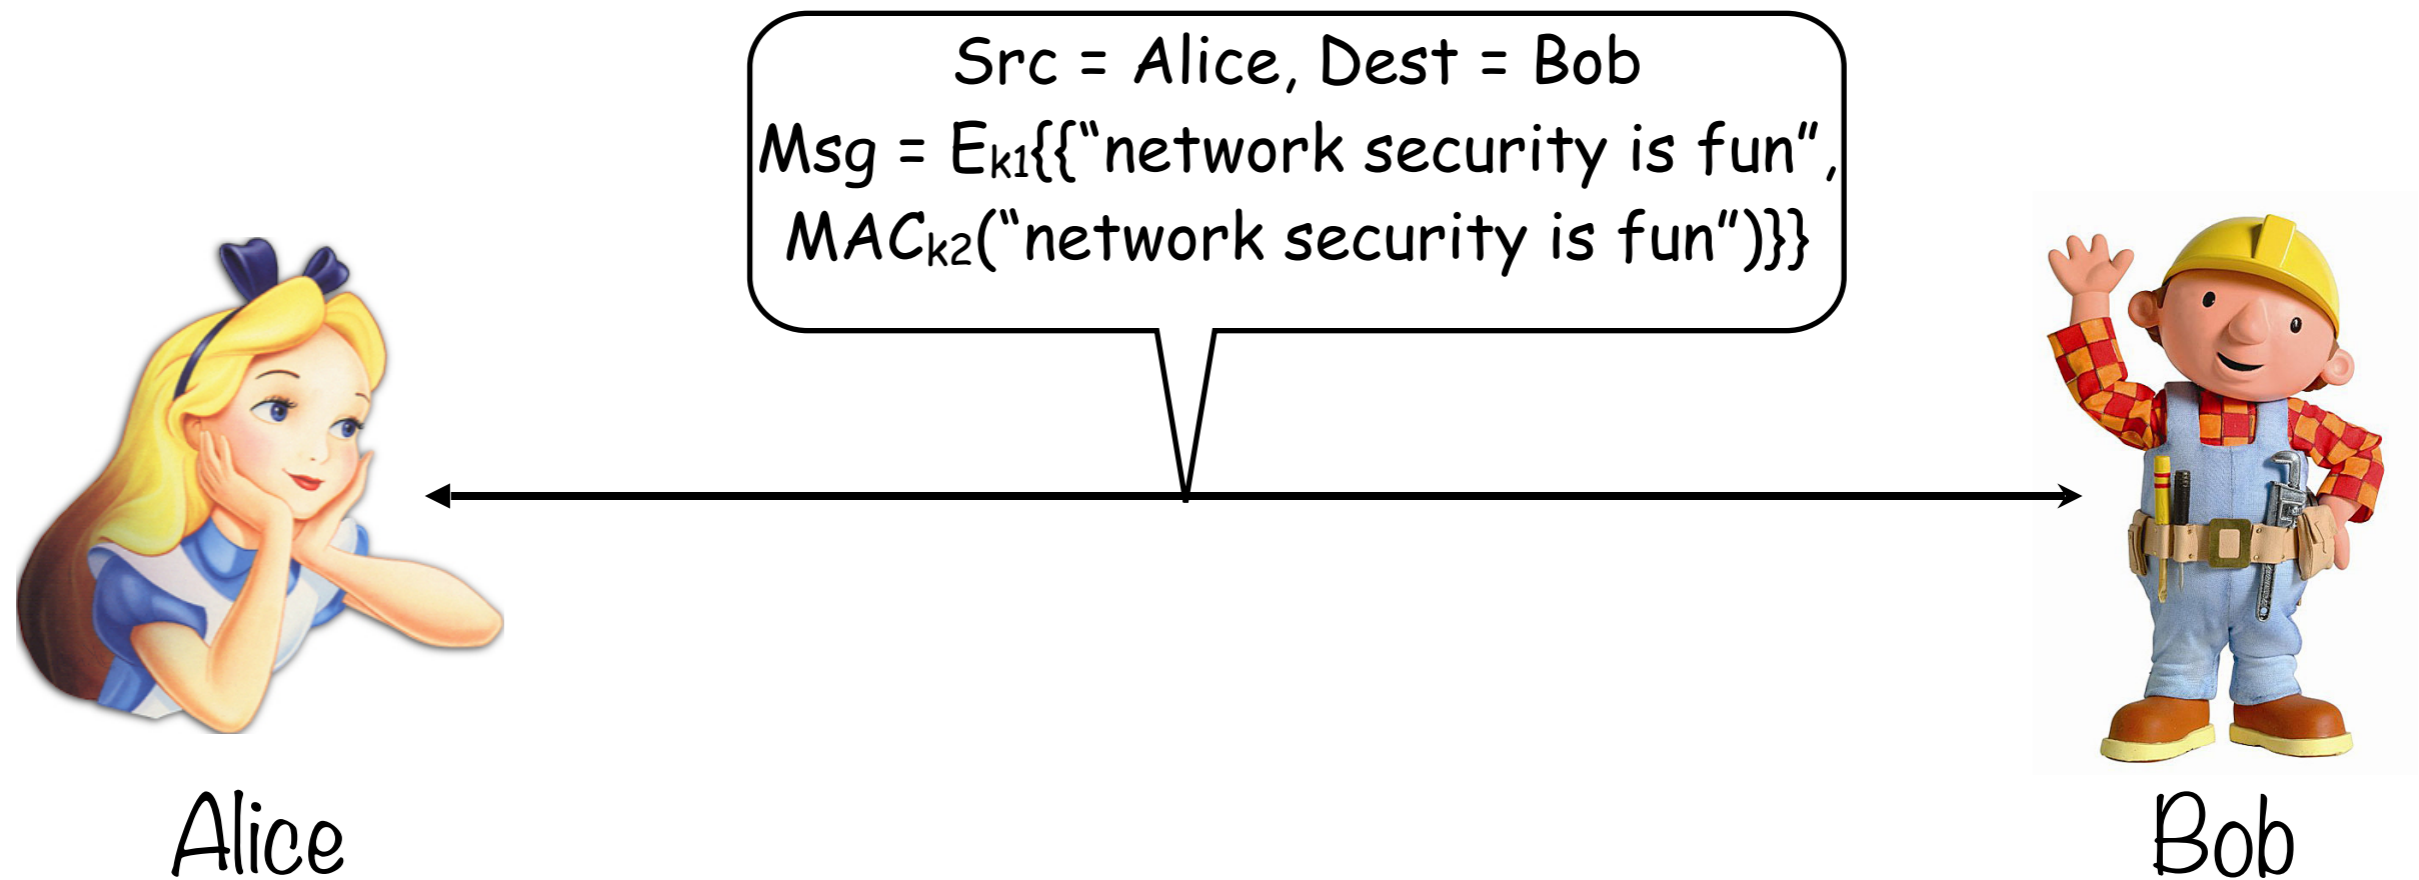 Src = Alice, Dest = Bob
Msg = Ek1{{“network security is fun”,
MACk2(“network security is fun”)}}
Alice
Bob